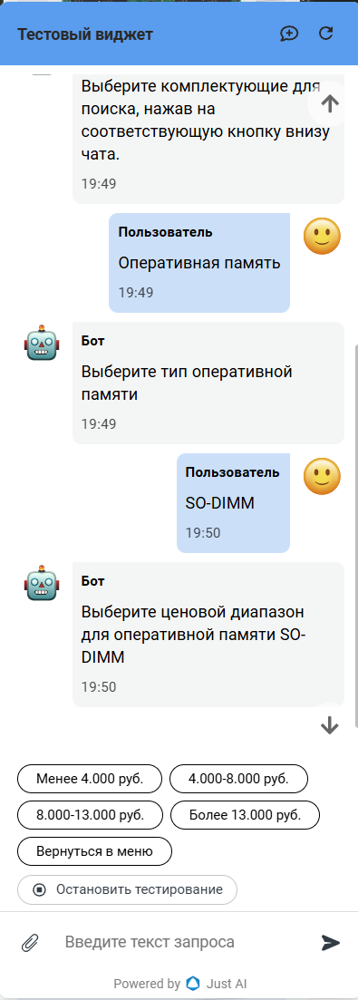 Тестовый виджет
Выберите комплектующие для
поиска, нажав на
соответствующую кнопку внизу
чата.
19:49
Пользователь
Оперативная память
19:49
Бот
Выберите тип оперативной
памяти
19:49
Пользователь
SO-DIMM
19:50
Бот
Выберите ценовой диапазон
для оперативной памяти SO-
DIMM
19:50
Менее 4.000 руб.
4.000-8.000 руб.
8.000-13.000 руб.
Более 13.000 руб.
Вернуться в меню
Остановить тестирование
Введите текст запроса
Powered by Just AI